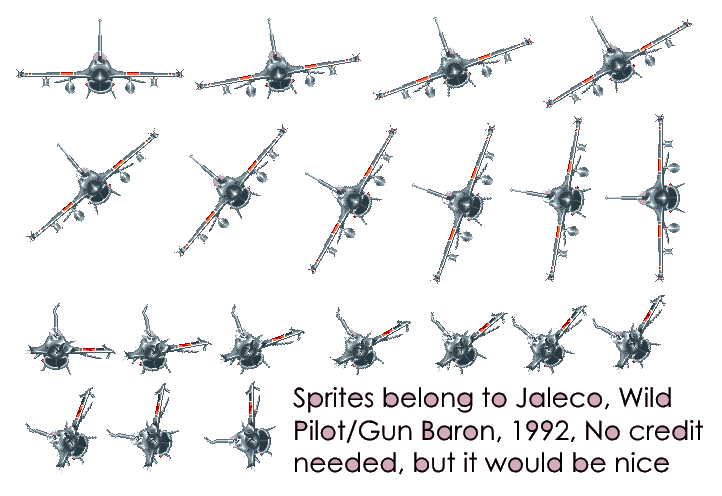 Sprites belong to Jaleco, Wild
Pilot/Gun Baron, 1992, No credit
needed, but it would be nice